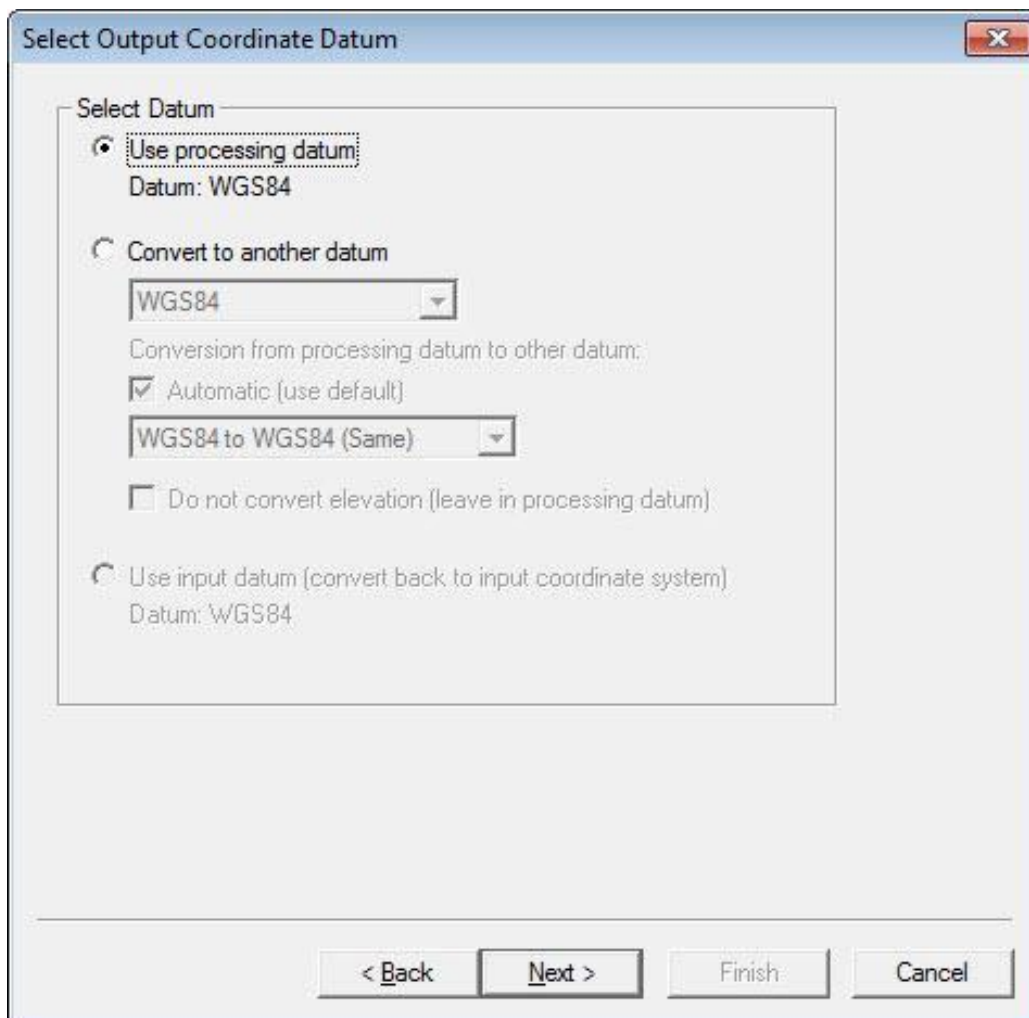 Select Output Coordinate Datum
Select Datum
Use processing datum
Datum: WGS84
Convert to another datum
WGS84
Conversion from processing datum to other datum:
Automatic (use default)
WGS84 to WGS84 (Same)
Do not convert elevation (leave in processing datum)
Use input datum (convert back to input coordinate system)
Datum: WGS84
< Back Next > Finish Cancel